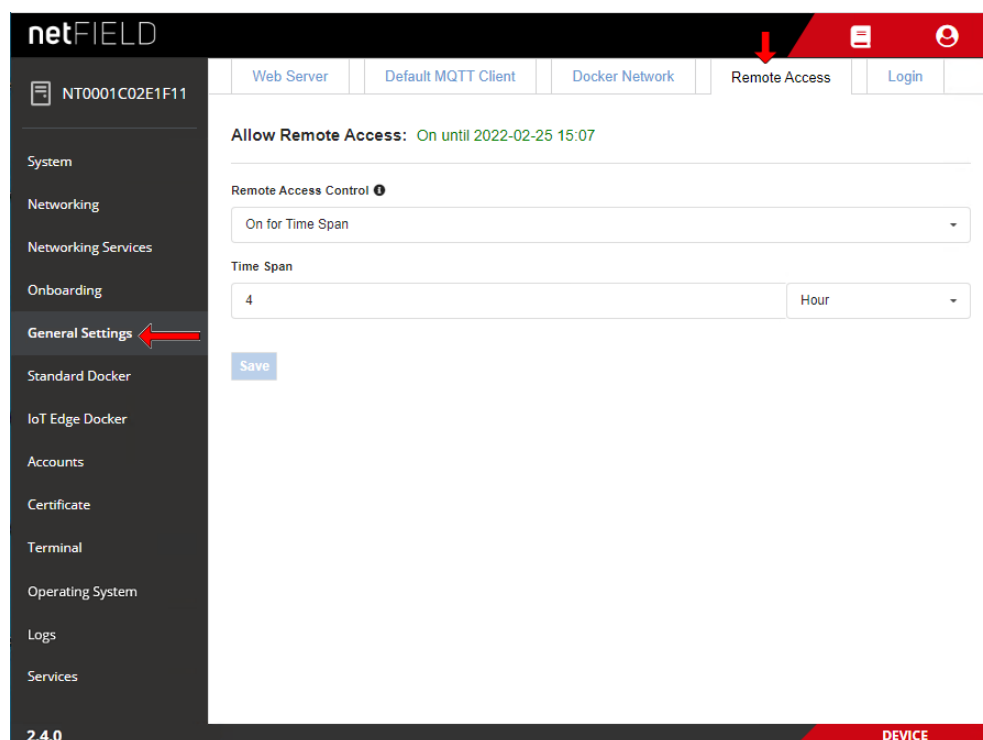 netFIELD
NT0001C02E1F11
System
Networking
Networking Services
Onboarding
General Settings
Standard Docker
IoT Edge Docker
Accounts
Certificate
Terminal
Operating System
Logs
Services
Web Server Default MQTT Client Docker Network Remote Access Login
Allow Remote Access: On until 2022-02-25 15:07
Remote Access Control
On for Time Span
Time Span
4 Hour
Save
2.4.0 DEVICE